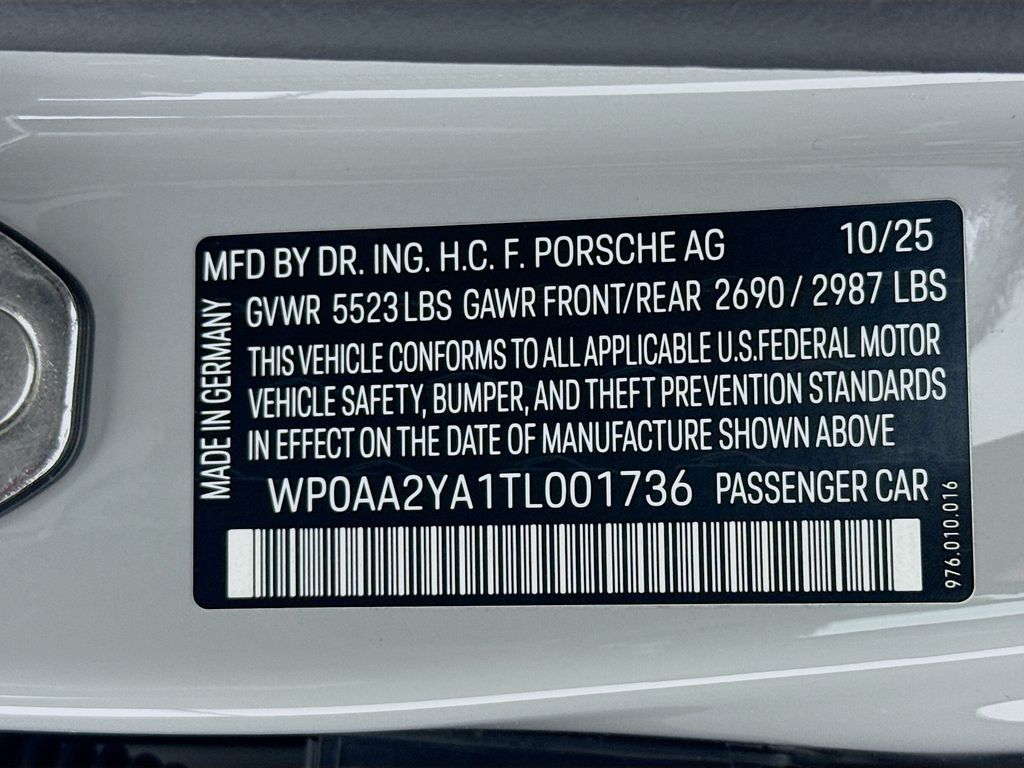 MFD BY DR. ING. H.C. F. PORSCHE AG 10/25
GVWR 5523 LBS GAWR FRONT/REAR 2690 / 2987 LBS
THIS VEHICLE CONFORMS TO ALL APPLICABLE U.S. FEDERAL MOTOR
VEHICLE SAFETY, BUMPER, AND THEFT PREVENTION STANDARDS
IN EFFECT ON THE DATE OF MANUFACTURE SHOWN ABOVE
WP0AA2YA1TL001736 PASSENGER CAR
MADE IN GERMANY
976.010.016